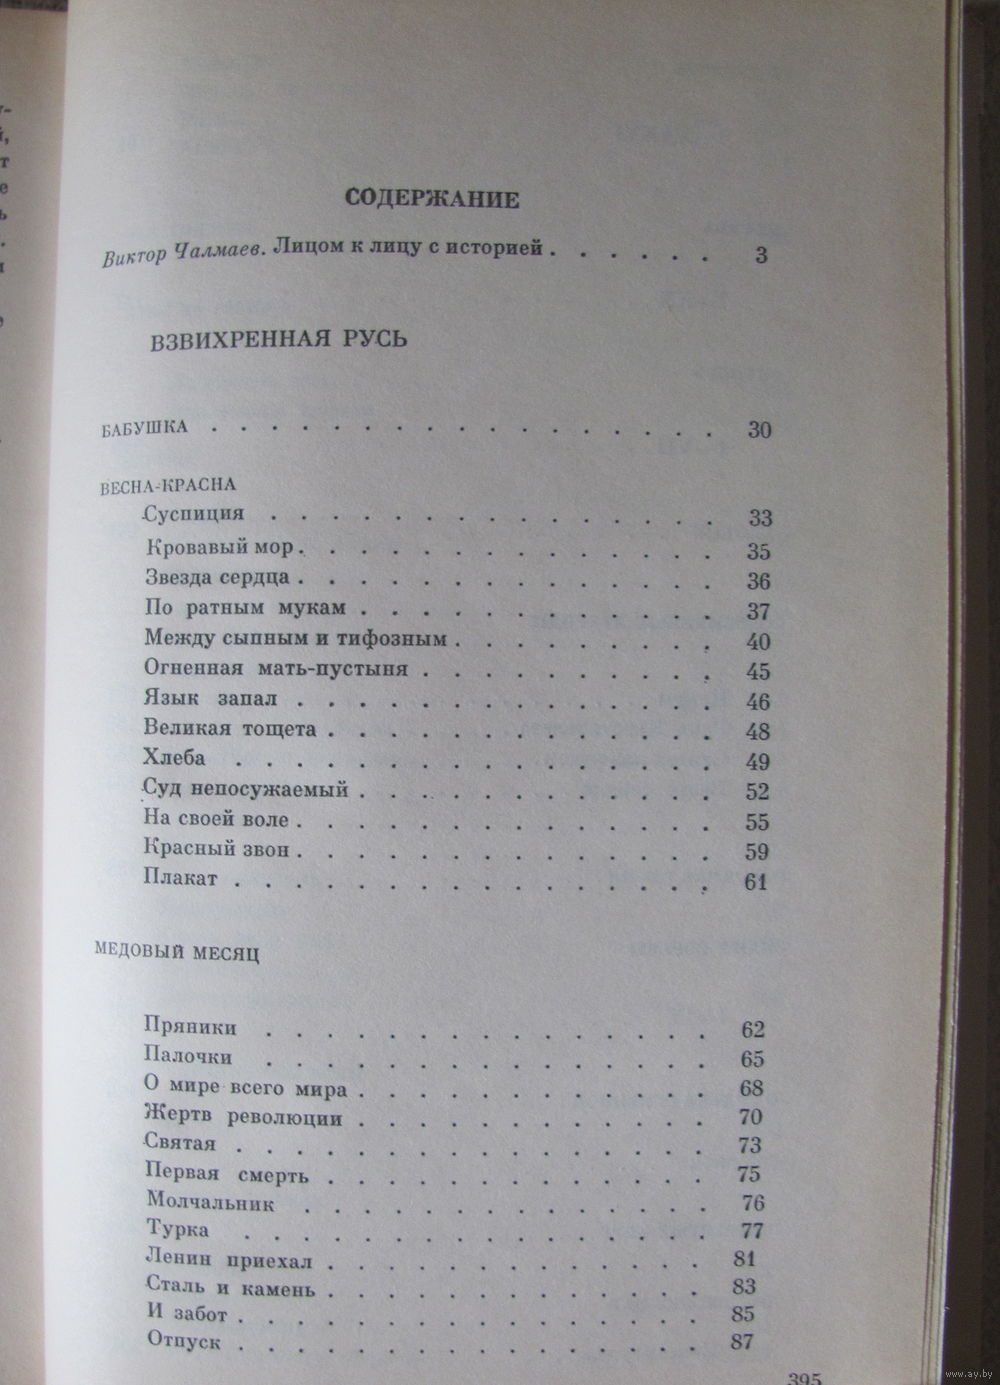 СОДЕРЖАНИЕ
Виктор Чалмаев. Лицом к лицу с историей . . . . . . 3
ВЗВИХРЕННАЯ РУСЬ
БАБУШКА . . . . . . . . . . . . . . . . . 30
ВЕСНА-КРАСНА
Суспиция . . . . . . . . . . . . . . . 33
Кровавый мор . . . . . . . . . . . . . . 35
Звезда сердца . . . . . . . . . . . . . . 36
По ратным мукам . . . . . . . . . . . . 37
Между сыпным и тифозным . . . . . . . . . 40
Огненная мать-пустыня . . . . . . . . . . 45
Язык запал . . . . . . . . . . . . . . 46
Великая тощета . . . . . . . . . . . . . 48
Хлеба . . . . . . . . . . . . . . . . 49
Суд непосужаемый . . . . . . . . . . . . 52
На своей воле . . . . . . . . . . . . . . 55
Красный звон . . . . . . . . . . . . . . 59
Плакат . . . . . . . . . . . . . . . . 61
МЕДОВЫЙ МЕСЯЦ
Пряники . . . . . . . . . . . . . . . 62
Палочки . . . . . . . . . . . . . . . 65
О мире всего мира . . . . . . . . . . . . 68
Жертв революции . . . . . . . . . . . . 70
Святая . . . . . . . . . . . . . . . . 73
Первая смерть . . . . . . . . . . . . . 75
Молчальник . . . . . . . . . . . . . . 76
Турка . . . . . . . . . . . . . . . . 77
Ленин приехал . . . . . . . . . . . . . 81
Сталь и камень . . . . . . . . . . . . . 83
И забот . . . . . . . . . . . . . . . . 85
Отпуск . . . . . . . . . . . . . . . . 87
395
www.ay.by